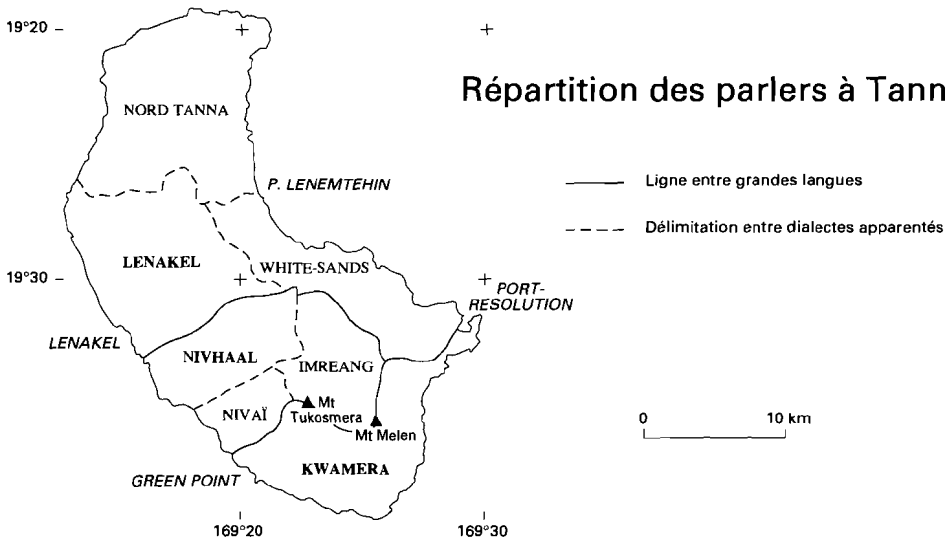 19°20
Répartition des parlers à Tann
NORD TANNA
Ligne entre grandes langues
P. LENEMTEHIN
Délimitation entre dialectes apparentés
LENAKEL
WHITE-SANDS
19°30
PORT-
RESOLUTION
LENAKEL
NIVHAAL
IMREANG
NIVAÏ
Mt
Tukosmera
Mt Melen
0 10 km
KWAMERA
GREEN POINT
169°20 169°30